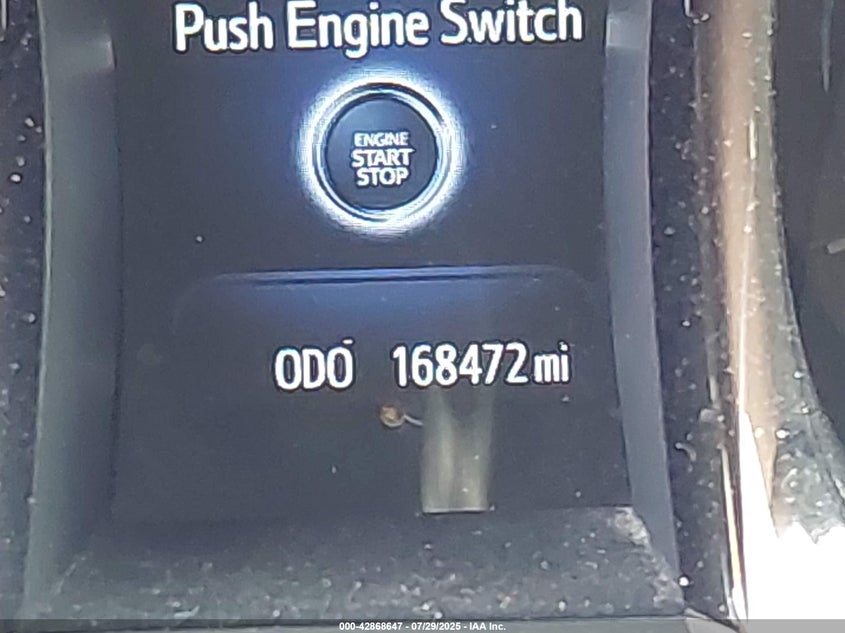 Push Engine Switch
ENGINE
START
STOP
ODO 168472 mi
000-42868647 - 07/29/2025 - IAA Inc.